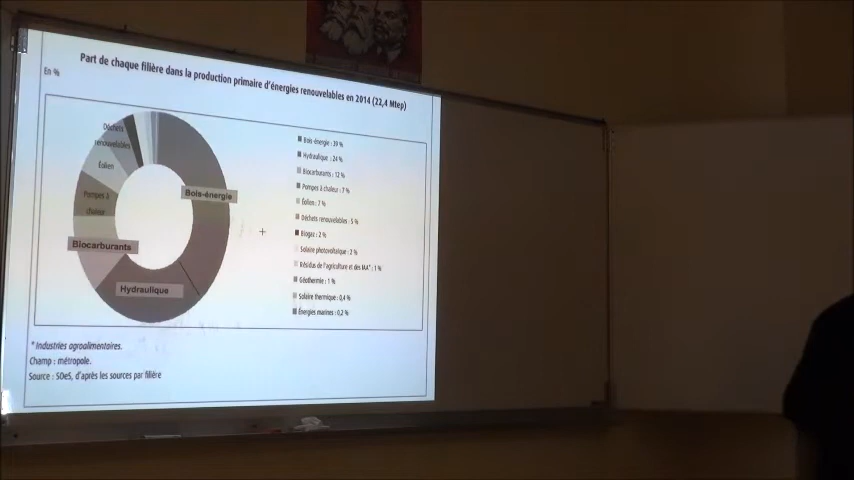 Part de chaque filière dans la production primaire d'énergies renouvelables en 2014 (22,4 Mtep)
En %
Déchets
renouvelables
Éolien
Pompes à
chaleur
Biocarburants
Hydraulique
Bois-énergie
Bois-énergie : 39 %
Hydraulique : 24 %
Biocarburants : 12 %
Pompes à chaleur : 7 %
Éolien : 7 %
Déchets renouvelables : 5 %
Biogaz : 2 %
Solaire photovoltaïque : 2 %
Résidus de l'agriculture et des IAA* : 1 %
Géothermie : 1 %
Solaire thermique : 0,4 %
Énergies marines : 0,2 %
* Industries agroalimentaires.
Champ : métropole.
Source : SOeS, d'après les sources par filière